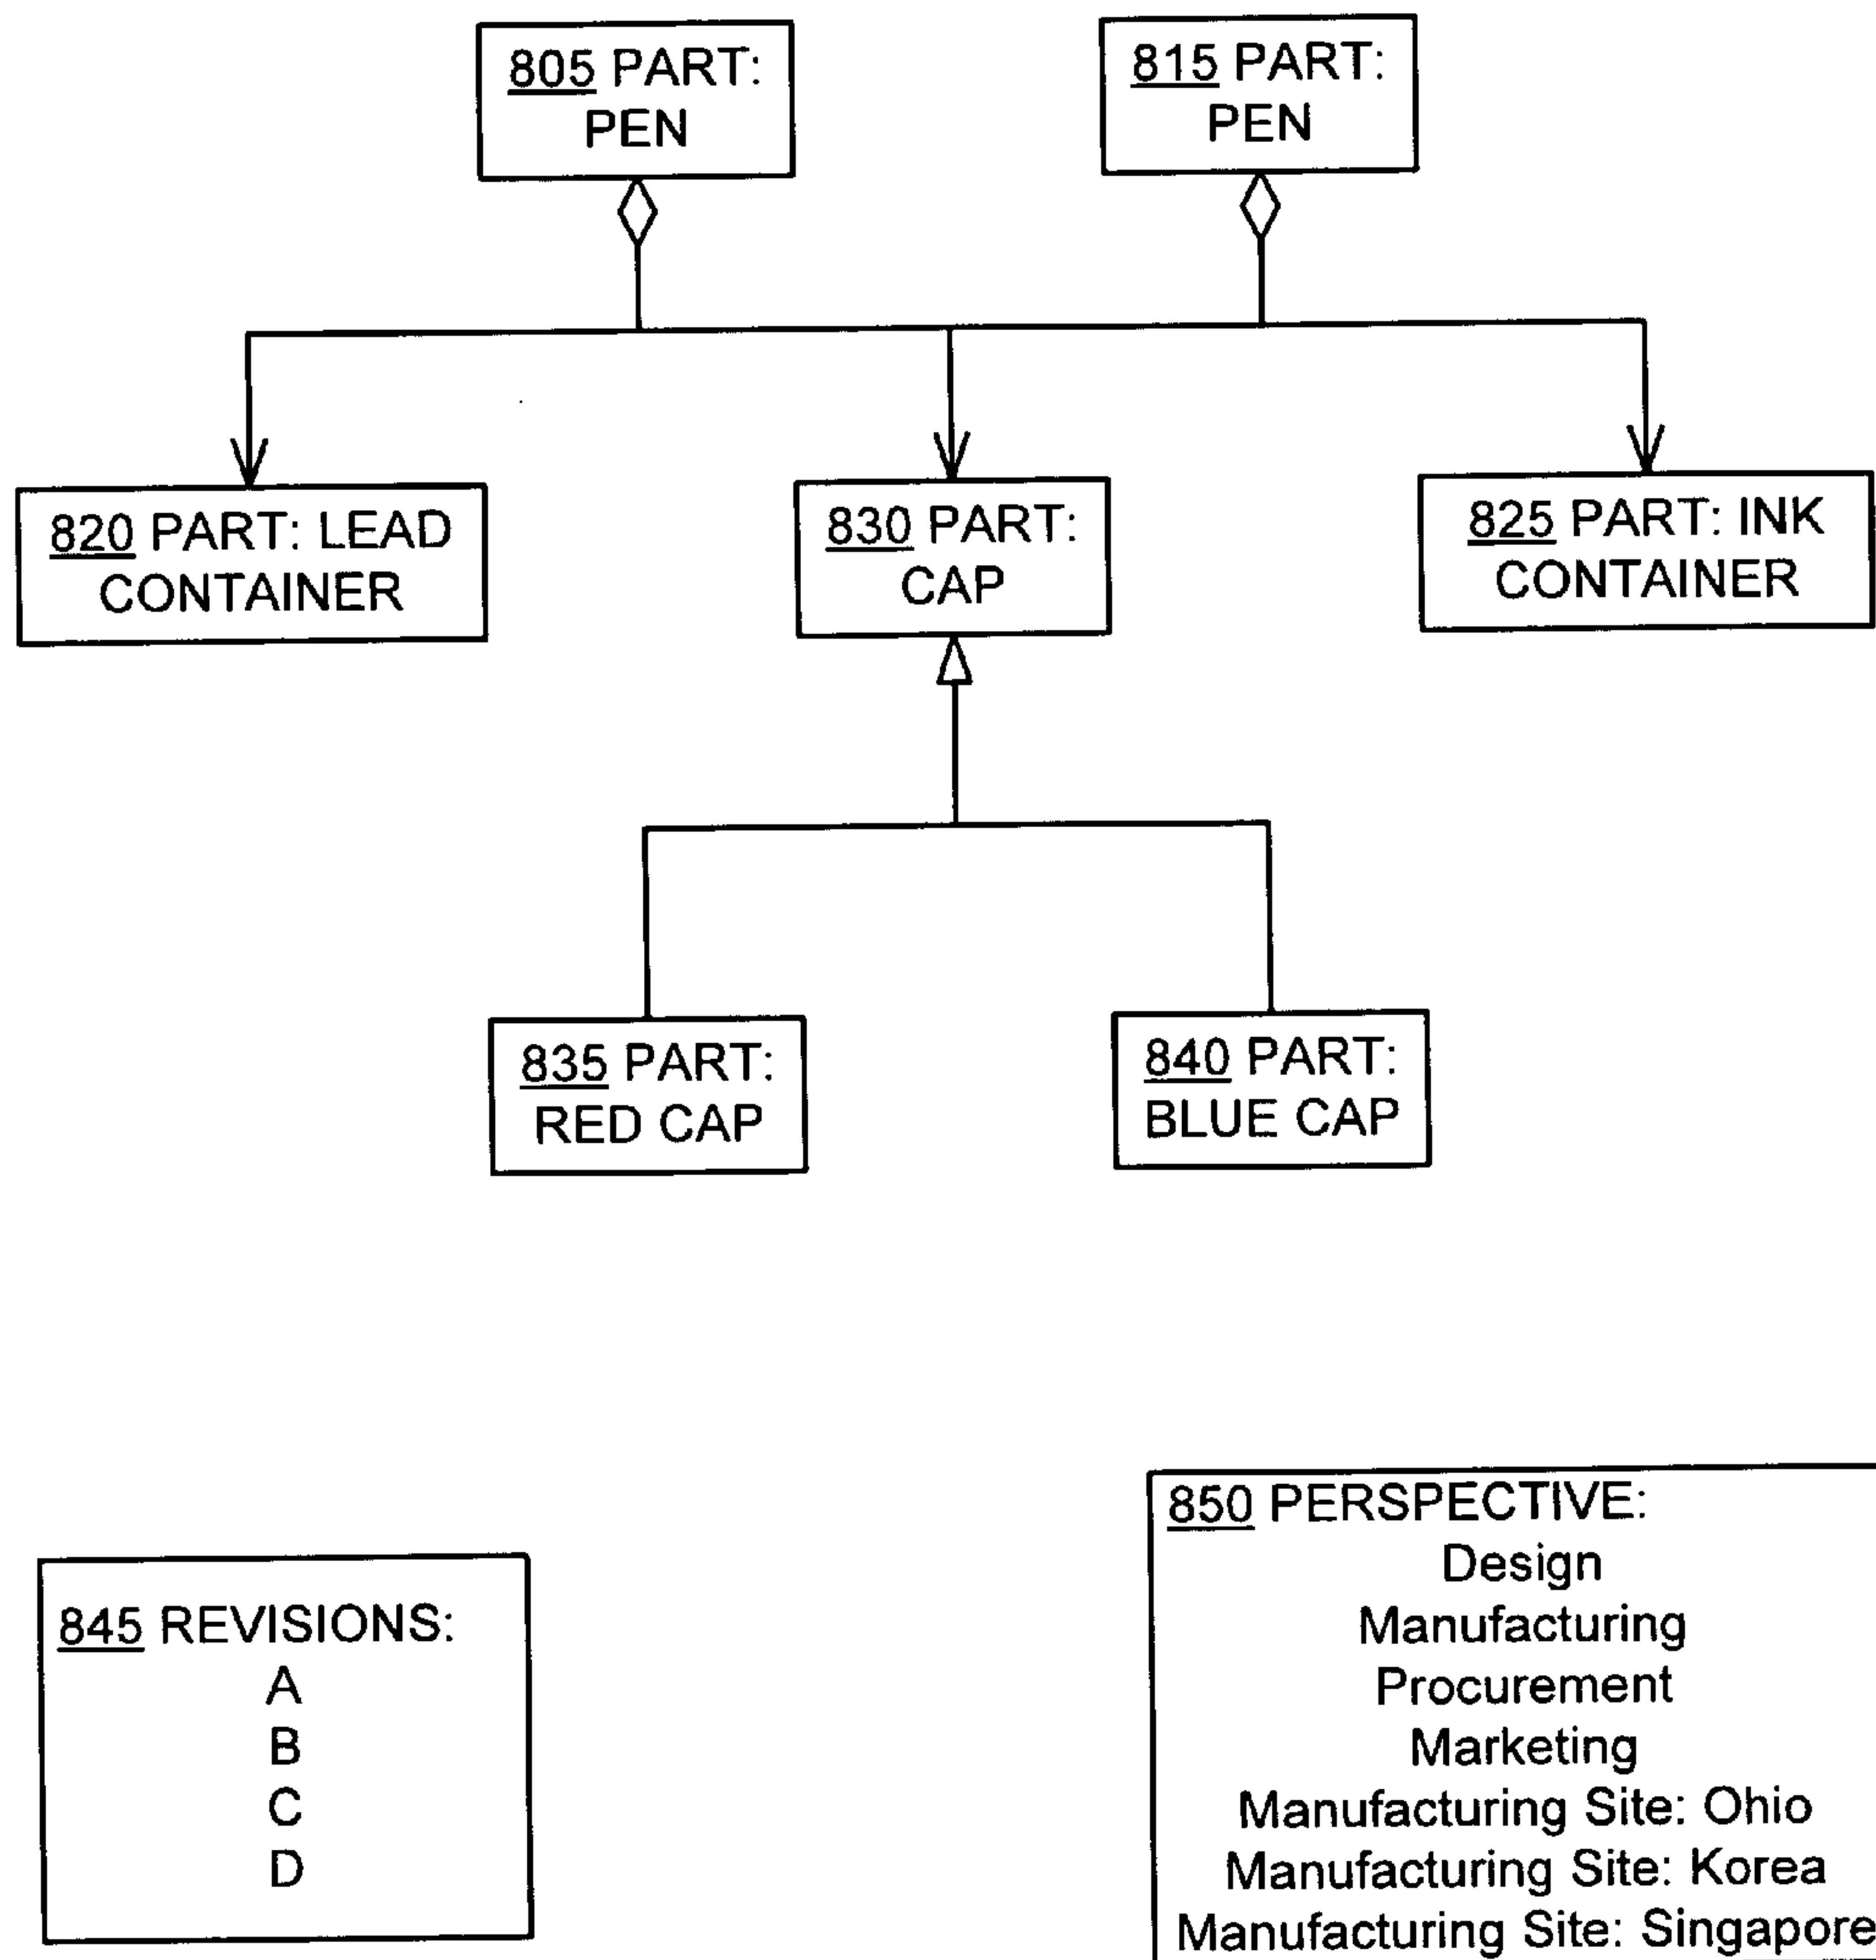 805 PART:
PEN
815 PART:
PEN
820 PART: LEAD
CONTAINER
830 PART:
CAP
825 PART: INK
CONTAINER
835 PART:
RED CAP
840 PART:
BLUE CAP
845 REVISIONS:
A
B
C
D
850 PERSPECTIVE:
Design
Manufacturing
Procurement
Marketing
Manufacturing Site: Ohio
Manufacturing Site: Korea
Manufacturing Site: Singapore